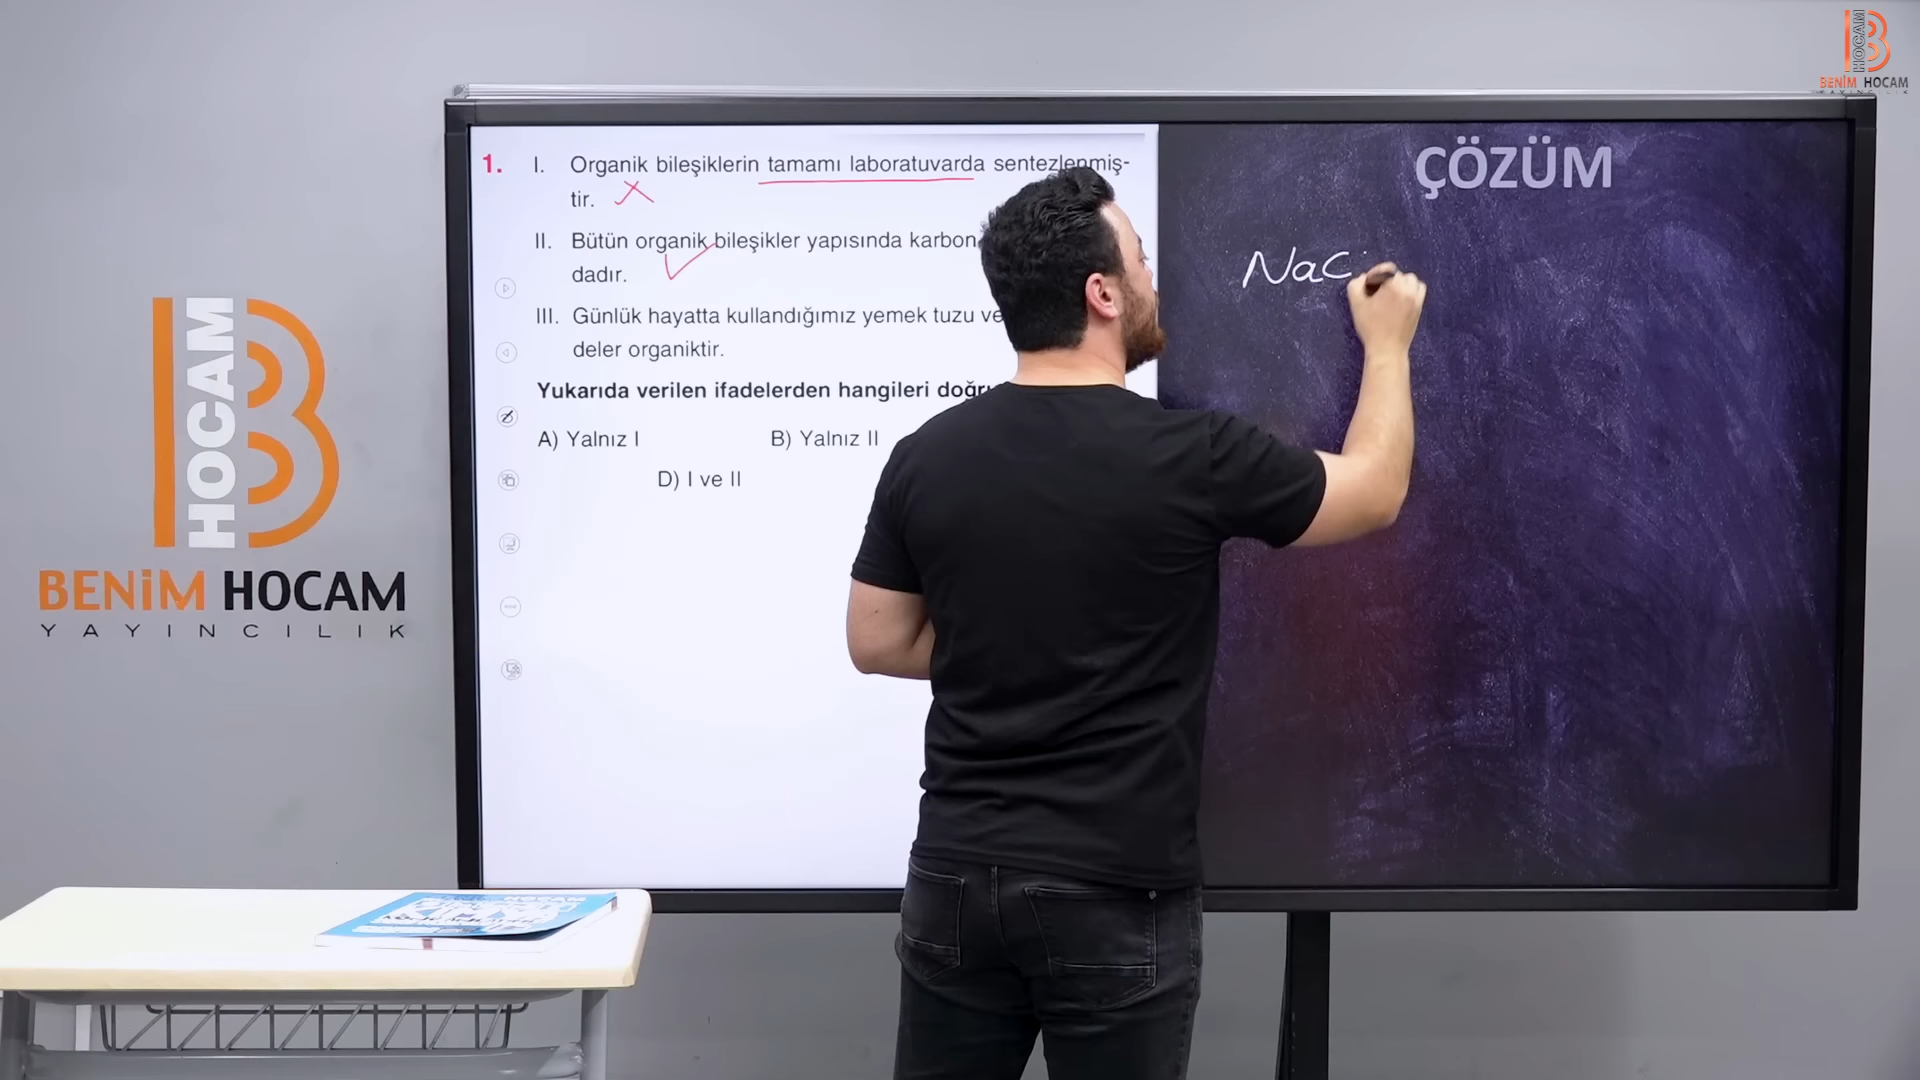 1. I. Organik bileşiklerin tamamı laboratuvarda sentezlenmiş-
tir.
II. Bütün organik bileşikler yapısında karbon
dadır.
III. Günlük hayatta kullandığımız yemek tuzu ve
deler organiktir.
Yukarıda verilen ifadelerden hangileri doğru
A) Yalnız I B) Yalnız II
D) I ve II
ÇÖZÜM
NaC
B HOCAM
BENİM HOCAM
YAYINCILIK
B HOCAM
BENİM HOCAM
YAYINCILIK